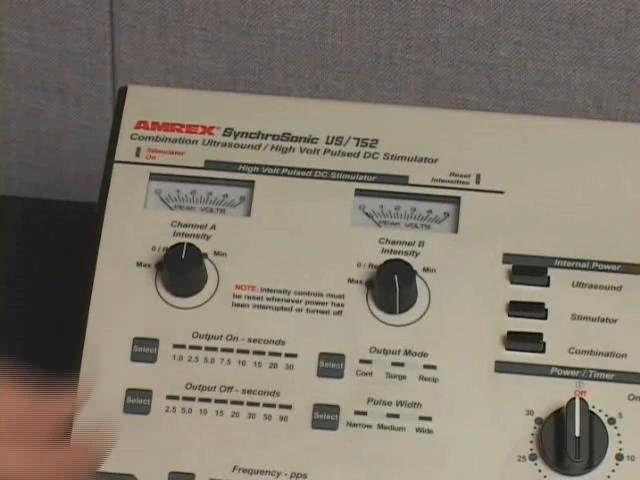 AMREX SynchroSonic US/752
Combination Ultrasound / High Volt Pulsed DC Stimulator
Stimulator
On
High Volt Pulsed DC Stimulator
Reset
Intensities
PEAK VOLTS
PEAK VOLTS
Channel A
Intensity
Min
Max
Channel B
Intensity
Min
Max
NOTE: Intensity controls must
be reset whenever power has
been interrupted or turned off
Internal Power
Ultrasound
Stimulator
Combination
Output On - seconds
Select
1.0 2.5 5.0 7.5 10 15 20 30
Output Mode
Select
Cont Surge Recip
Output Off - seconds
Select
2.5 5.0 10 15 20 30 50 90
Pulse Width
Select
Narrow Medium Wide
Power / Timer
Off
On
30
5
25
10
Frequency - pps